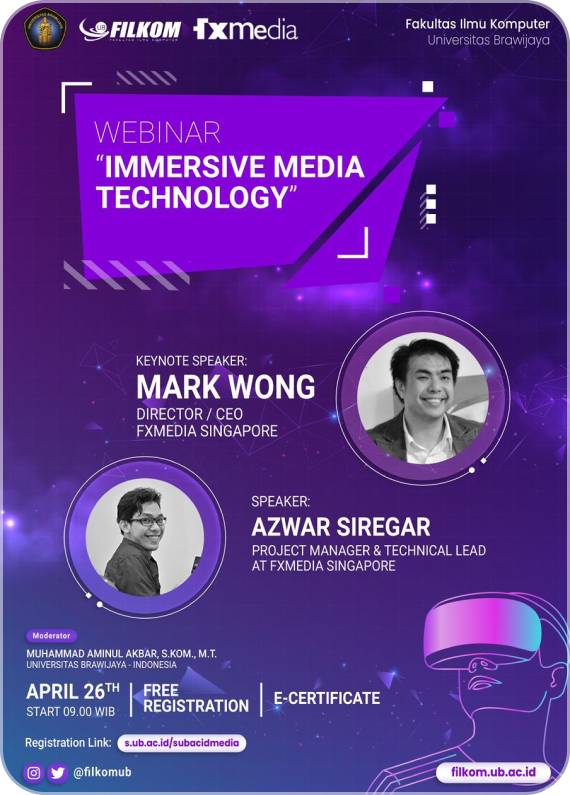 FILKOM
FAKULTAS ILMU KOMPUTER
fxmedia
Fakultas Ilmu Komputer
Universitas Brawijaya
WEBINAR
“IMMERSIVE MEDIA
TECHNOLOGY”
KEYNOTE SPEAKER:
MARK WONG
DIRECTOR / CEO
FXMEDIA SINGAPORE
SPEAKER:
AZWAR SIREGAR
PROJECT MANAGER & TECHNICAL LEAD
AT FXMEDIA SINGAPORE
Moderator
MUHAMMAD AMINUL AKBAR, S.KOM., M.T.
UNIVERSITAS BRAWIJAYA - INDONESIA
APRIL 26TH
START 09.00 WIB
FREE
REGISTRATION
E-CERTIFICATE
Registration Link: s.ub.ac.id/subacidmedia
@filkomub
filkom.ub.ac.id